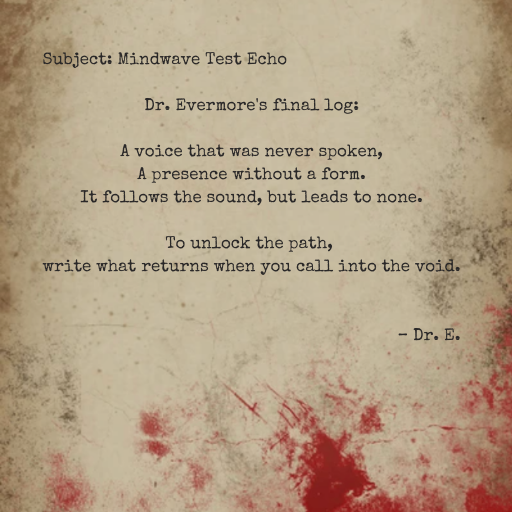 Subject: Mindwave Test Echo
Dr. Evermore's final log:
A voice that was never spoken,
A presence without a form.
It follows the sound, but leads to none.
To unlock the path,
write what returns when you call into the void.
– Dr. E.